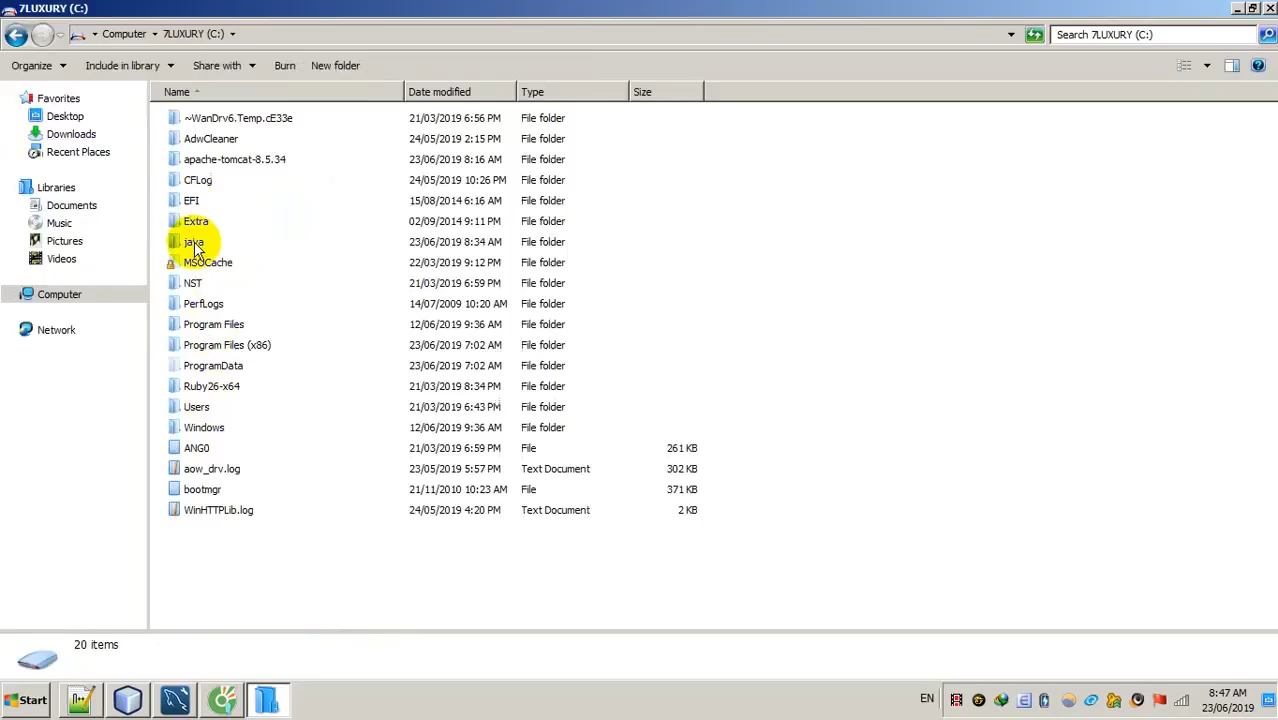 7LUXURY (C:)
Computer 7LUXURY (C:) Search 7LUXURY (C:)
Organize Include in library Share with Burn New folder
Name Date modified Type Size
Favorites
Desktop
Downloads
Recent Places
Libraries
Documents
Music
Pictures
Videos
Computer
Network
~WanDrv6.Temp.cE33e 21/03/2019 6:56 PM File folder
AdwCleaner 24/05/2019 2:15 PM File folder
apache-tomcat-8.5.34 23/06/2019 8:16 AM File folder
CFLog 24/05/2019 10:26 PM File folder
EFI 15/08/2014 6:16 AM File folder
Extra 02/09/2014 9:11 PM File folder
java 23/06/2019 8:34 AM File folder
MSOCache 22/03/2019 9:12 PM File folder
NST 21/03/2019 6:59 PM File folder
PerfLogs 14/07/2009 10:20 AM File folder
Program Files 12/06/2019 9:36 AM File folder
Program Files (x86) 23/06/2019 7:02 AM File folder
ProgramData 23/06/2019 7:02 AM File folder
Ruby26-x64 21/03/2019 8:34 PM File folder
Users 21/03/2019 6:43 PM File folder
Windows 12/06/2019 9:36 AM File folder
ANG0 21/03/2019 6:59 PM File 261 KB
aow_drv.log 23/05/2019 5:57 PM Text Document 302 KB
bootmgr 21/11/2010 10:23 AM File 371 KB
WinHTTPLib.log 24/05/2019 4:20 PM Text Document 2 KB
20 items
Start EN 8:47 AM
23/06/2019